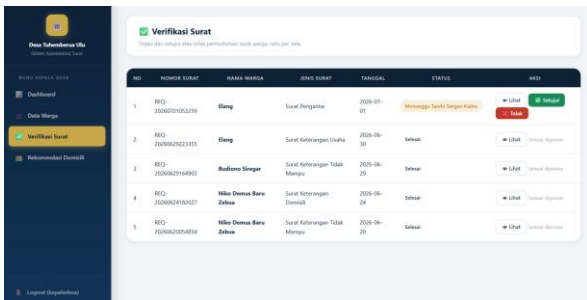 Desa Tuhemberua Ulu
Sistem Administrasi Surat
MENU KEPALA DESA
Dashboard
Data Warga
Verifikasi Surat
Rekomendasi Domisili
Logout (kepaladesa)
Verifikasi Surat
Tinjau dan setujui atau tolak permohonan surat warga, satu per satu.
NO NOMOR SURAT NAMA WARGA JENIS SURAT TANGGAL STATUS AKSI
1 REQ-20260701053259 Elang Surat Pengantar 2026-07-01 Menunggu Tanda Tangan Kades Lihat Setujui Tolak
2 REQ-20260629223355 Elang Surat Keterangan Usaha 2026-06-30 Selesai Lihat Selesai diproses
3 REQ-20260629164903 Budiono Siregar Surat Keterangan Tidak Mampu 2026-06-29 Selesai Lihat Selesai diproses
4 REQ-20260624182027 Niko Demus Baru Zebua Surat Keterangan Domisili 2026-06-24 Selesai Lihat Selesai diproses
5 REQ-20260620054854 Niko Demus Baru Zebua Surat Keterangan Tidak Mampu 2026-06-20 Selesai Lihat Selesai diproses